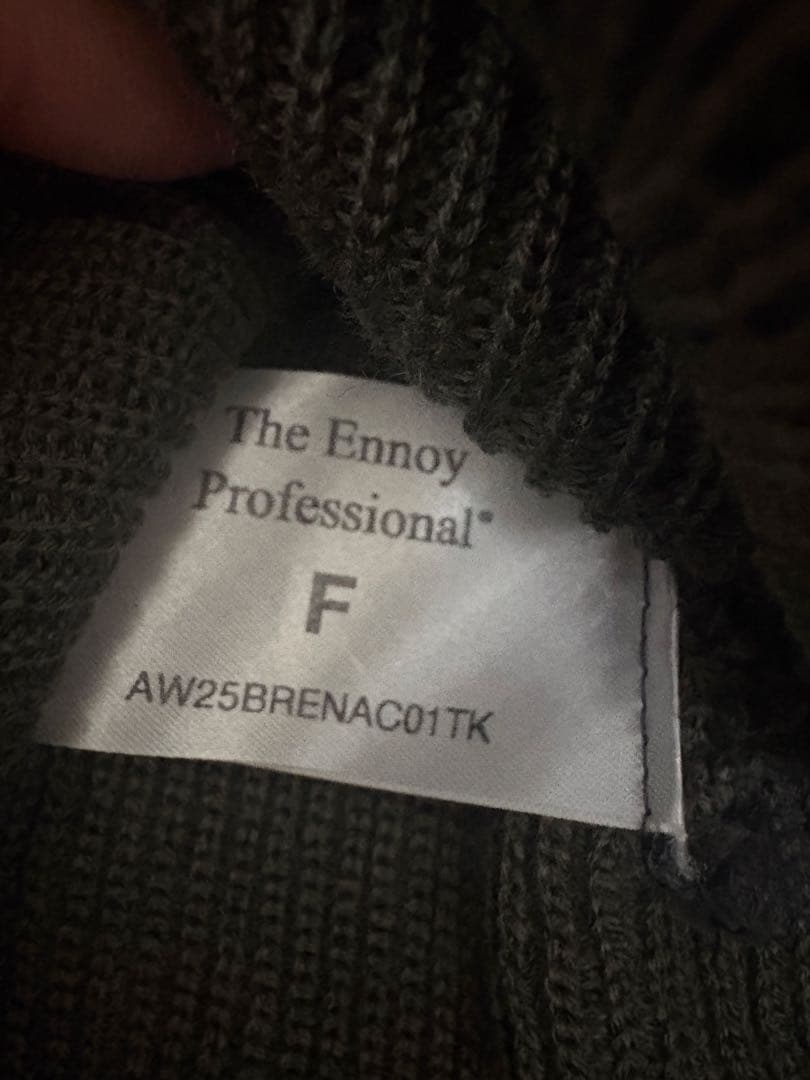 The Ennoy
Professional®
F
AW25BRENAC01TK